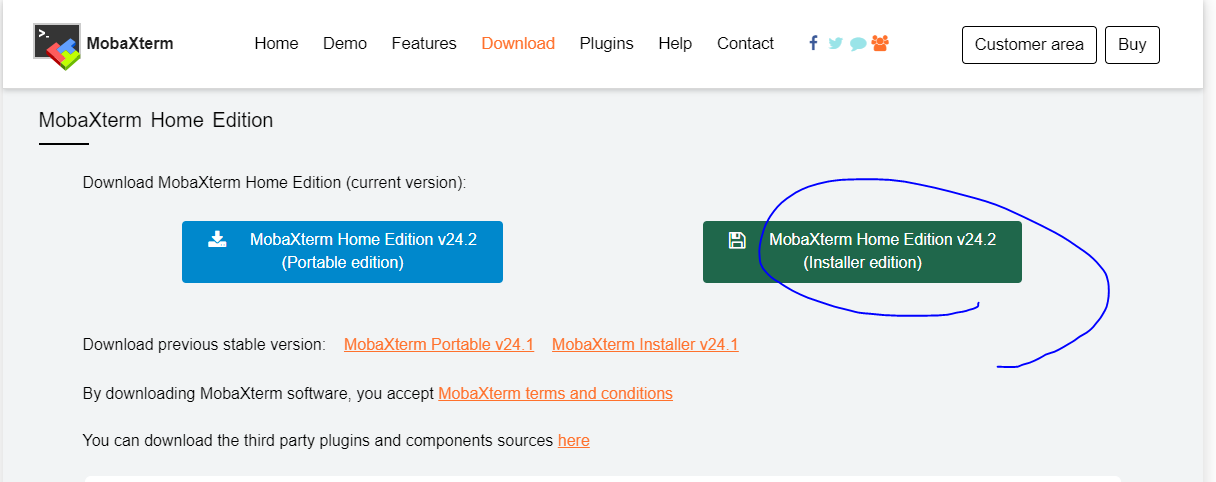 MobaXterm Home Demo Features Download Plugins Help Contact Customer area Buy
MobaXterm Home Edition
Download MobaXterm Home Edition (current version):
MobaXterm Home Edition v24.2
(Portable edition)
MobaXterm Home Edition v24.2
(Installer edition)
Download previous stable version: MobaXterm Portable v24.1 MobaXterm Installer v24.1
By downloading MobaXterm software, you accept MobaXterm terms and conditions
You can download the third party plugins and components sources here